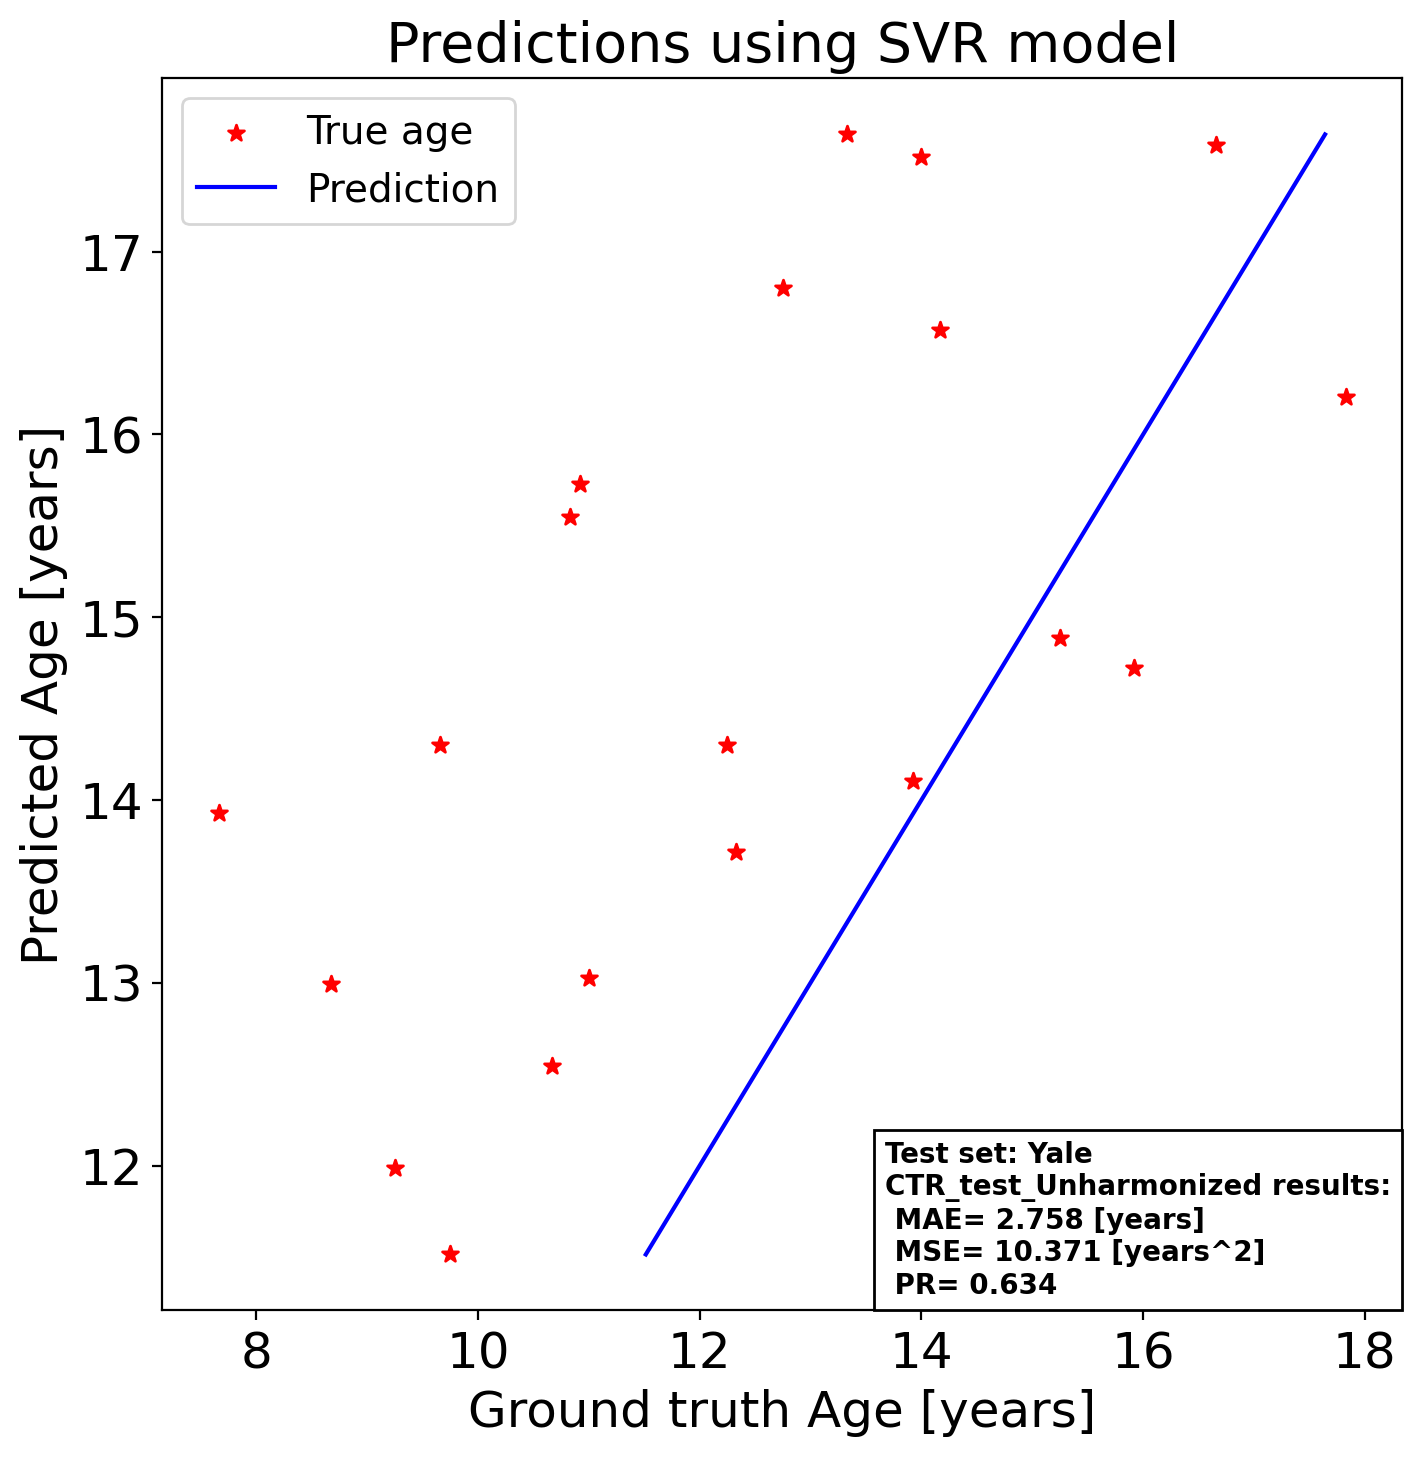 Predictions using SVR model
True age
Prediction
17
16
15
14
13
12
Predicted Age [years]
Test set: Yale
CTR_test_Unharmonized results:
MAE= 2.758 [years]
MSE= 10.371 [years^2]
PR= 0.634
8 10 12 14 16 18
Ground truth Age [years]